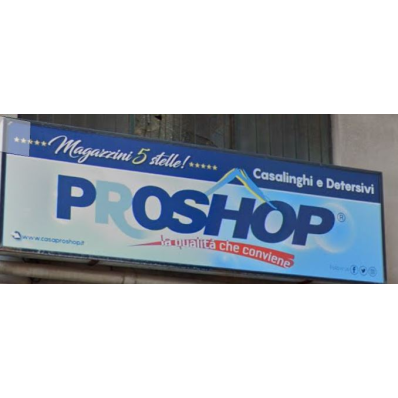 Magazzini 5 stelle!
Casalinghi e Detersivi
PROSHOP®
la qualità che conviene
www.casaproshop.it